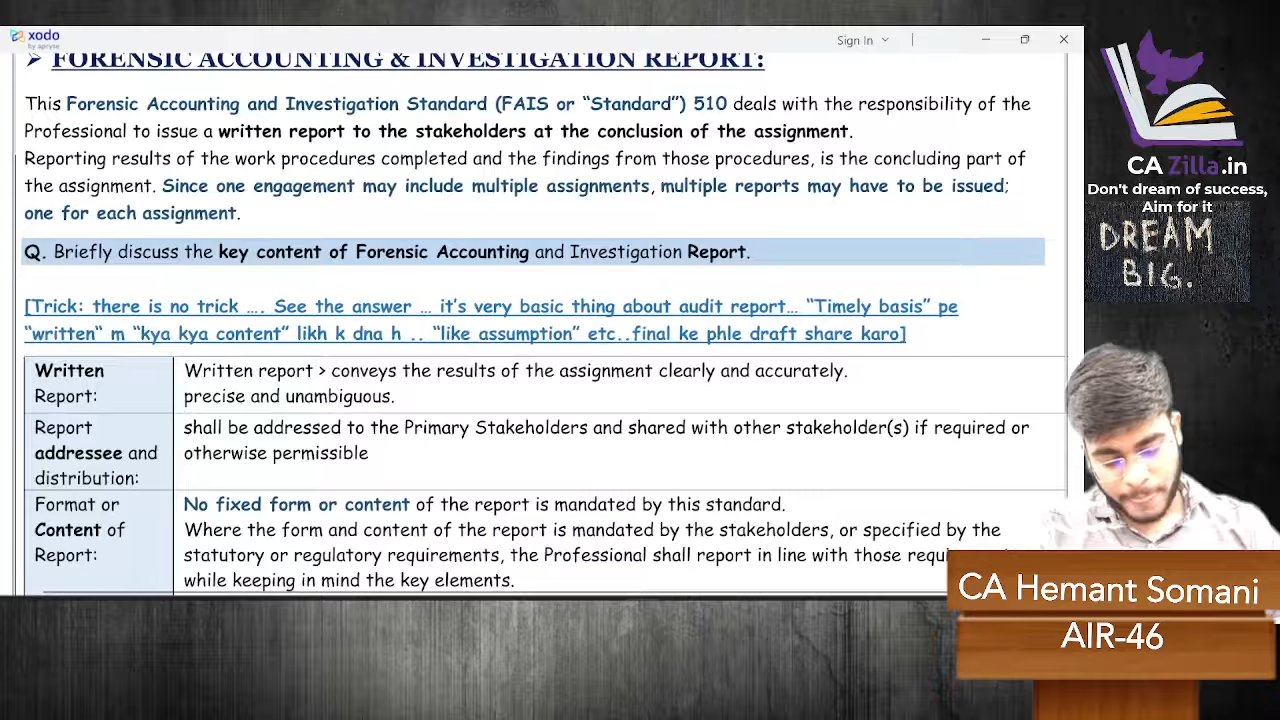 xodo
by apryse
Sign In
➤ FORENSIC ACCOUNTING & INVESTIGATION REPORT:
This Forensic Accounting and Investigation Standard (FAIS or “Standard”) 510 deals with the responsibility of the
Professional to issue a written report to the stakeholders at the conclusion of the assignment.
Reporting results of the work procedures completed and the findings from those procedures, is the concluding part of
the assignment. Since one engagement may include multiple assignments, multiple reports may have to be issued;
one for each assignment.
Q. Briefly discuss the key content of Forensic Accounting and Investigation Report.
[Trick: there is no trick …. See the answer … it’s very basic thing about audit report… “Timely basis” pe
“written“ m “kya kya content” likh k dna h .. “like assumption” etc..final ke phle draft share karo]
Written
Report:
Written report > conveys the results of the assignment clearly and accurately.
precise and unambiguous.
Report
addressee and
distribution:
shall be addressed to the Primary Stakeholders and shared with other stakeholder(s) if required or
otherwise permissible
Format or
Content of
Report:
No fixed form or content of the report is mandated by this standard.
Where the form and content of the report is mandated by the stakeholders, or specified by the
statutory or regulatory requirements, the Professional shall report in line with those
while keeping in mind the key elements.
CA Zilla.in
Don't dream of success,
Aim for it
DREAM
BIG.
CA Hemant Somani
AIR-46